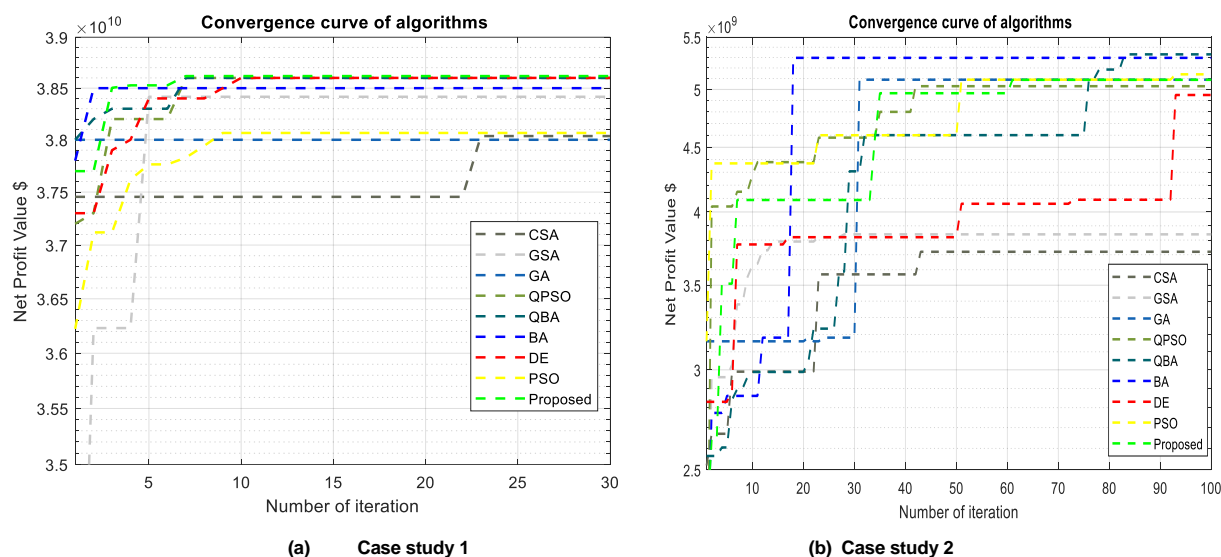 Convergence curve of algorithms
×10^10
3.9
3.85
3.8
3.75
3.7
3.65
3.6
3.55
3.5
Net Profit Value $
5
10
15
20
25
30
Number of iteration
CSA
GSA
GA
QPSO
QBA
BA
DE
PSO
Proposed
(a) Case study 1
Convergence curve of algorithms
×10^9
5.5
5
4.5
4
3.5
3
2.5
Net Profit Value $
10
20
30
40
50
60
70
80
90
100
Number of iteration
CSA
GSA
GA
QPSO
QBA
BA
DE
PSO
Proposed
(b) Case study 2